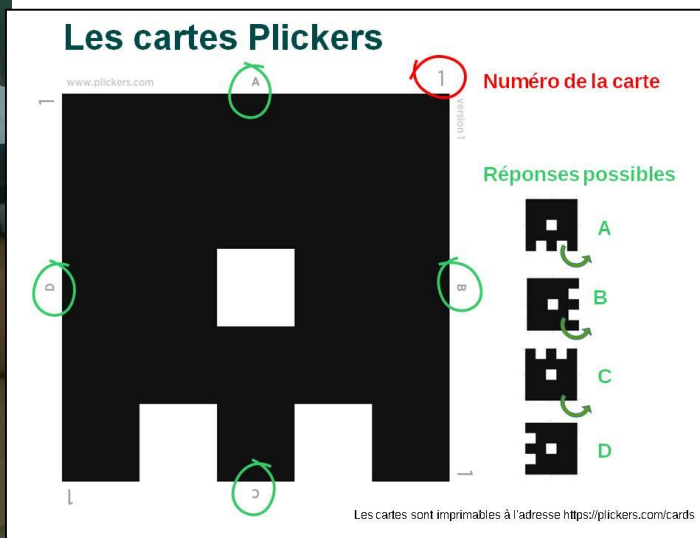 Les cartes Plickers
www.plickers.com
A
1
Numéro de la carte
1
version 1
Réponses possibles
A
D
B
B
C
D
1
C
1
Les cartes sont imprimables à l'adresse https://plickers.com/cards